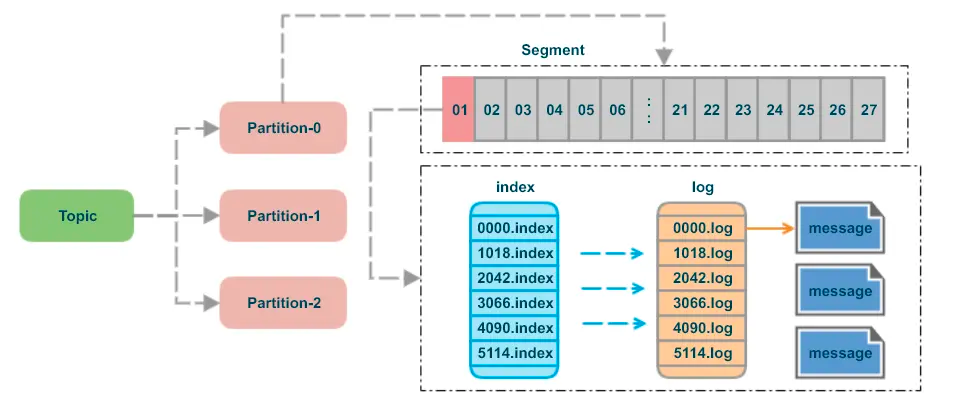 Segment
01 02 03 04 05 06 : : 21 22 23 24 25 26 27
Partition-0
Topic
Partition-1
Partition-2
index
log
0000.index
0000.log
message
1018.index
1018.log
2042.index
2042.log
message
3066.index
3066.log
4090.index
4090.log
5114.index
5114.log
message